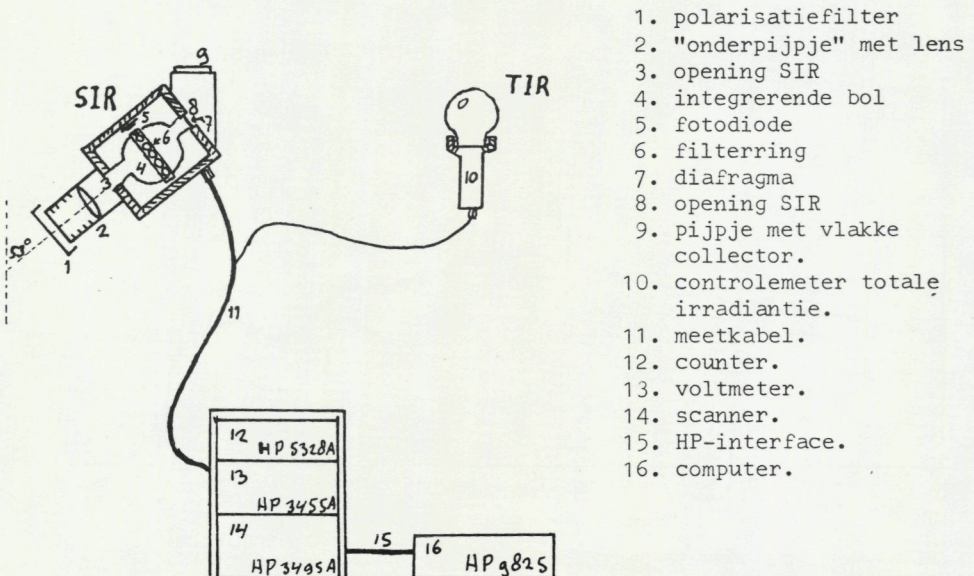 1. polarisatiefilter
2. "onderpijpje" met lens
3. opening SIR
4. integrerende bol
5. fotodiode
6. filterring
7. diafragma
8. opening SIR
9. pijpje met vlakke
collector.
10. controlemeter totale
irradiantie.
11. meetkabel.
12. counter.
13. voltmeter.
14. scanner.
15. HP-interface.
16. computer.
9
SIR
TIR
5
8
7
6
4
3
2
1
10
11
12
HP 5328A
13
HP 3455A
14
HP 3495A
15
16
HP 9825